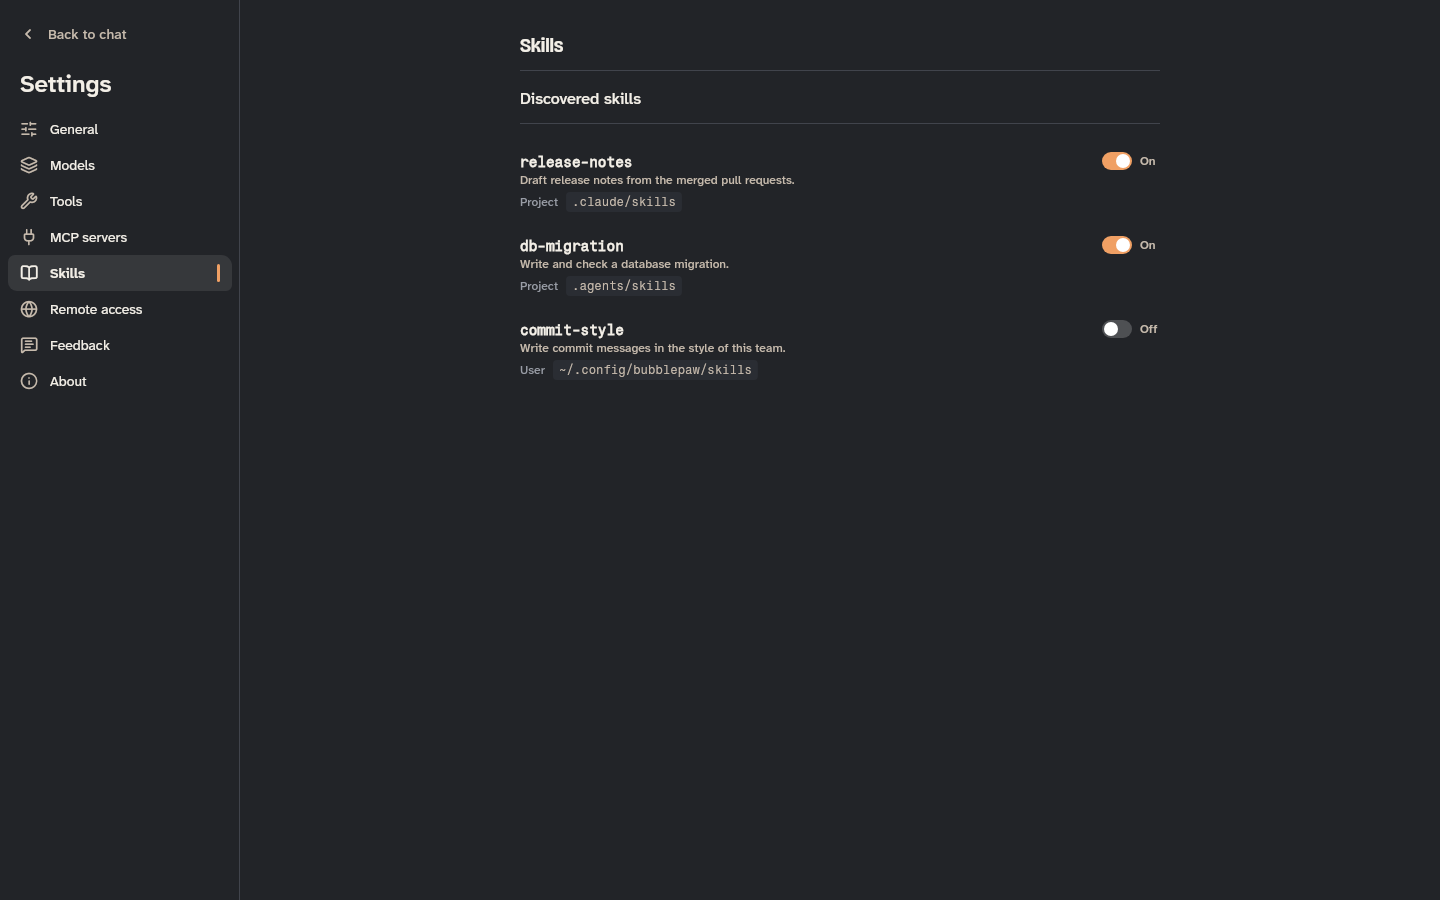 Back to chat
Settings
General
Models
Tools
MCP servers
Skills
Remote access
Feedback
About
Skills
Discovered skills
release-notes
On
Draft release notes from the merged pull requests.
Project .claude/skills
db-migration
On
Write and check a database migration.
Project .agents/skills
commit-style
Off
Write commit messages in the style of this team.
User ~/.config/bubblepaw/skills